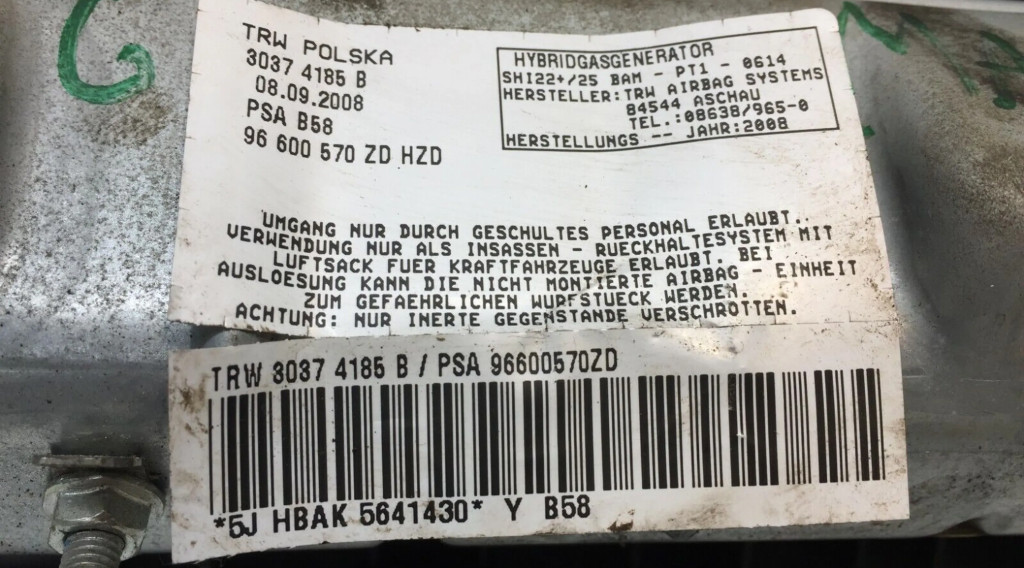 TRW POLSKA
3037 4185 B
08.09.2008
PSA B58
96 600 570 ZD HZD
HYBRIDGASGENERATOR
SHI22+/25 BAM - PT1 - 0614
HERSTELLER: TRW AIRBAG SYSTEMS
84544 ASCHAU
TEL.:08638/965-0
HERSTELLUNGS -- JAHR:2008
UMGANG NUR DURCH GESCHULTES PERSONAL ERLAUBT..
VERWENDUNG NUR ALS INSASSEN - RUECKHALTESYSTEM MIT
LUFTSACK FUER KRAFTFAHRZEUGE ERLAUBT. BEI
AUSLOESUNG KANN DIE NICHT MONTIERTE AIRBAG - EINHEIT
ZUM GEFAEHRLICHEN WURFSTUECK WERDEN.
ACHTUNG: NUR INERTE GEGENSTANDE VERSCHROTTEN.
TRW 3037 4185 B / PSA 96600570ZD
*5J HBAK 5641430* Y B58